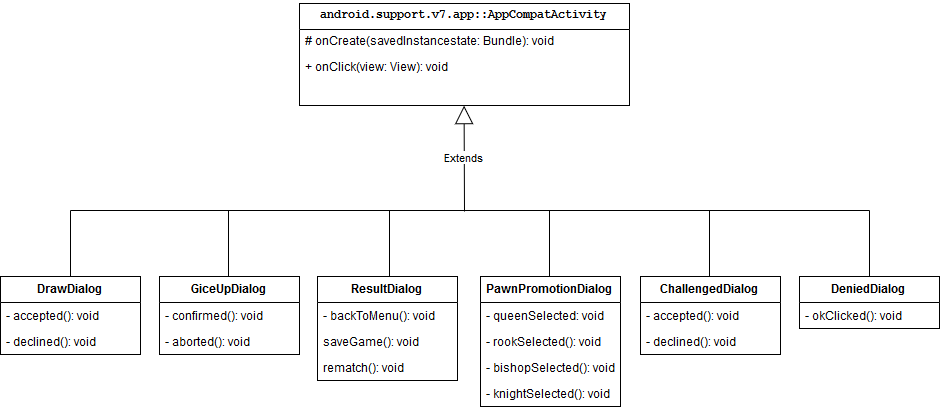 android.support.v7.app::AppCompatActivity
# onCreate(savedInstancestate: Bundle): void
+ onClick(view: View): void
Extends
DrawDialog
- accepted(): void
- declined(): void
GiceUpDialog
- confirmed(): void
- aborted(): void
ResultDialog
- backToMenu(): void
saveGame(): void
rematch(): void
PawnPromotionDialog
- queenSelected: void
- rookSelected(): void
- bishopSelected(): void
- knightSelected(): void
ChallengedDialog
- accepted(): void
- declined(): void
DeniedDialog
- okClicked(): void